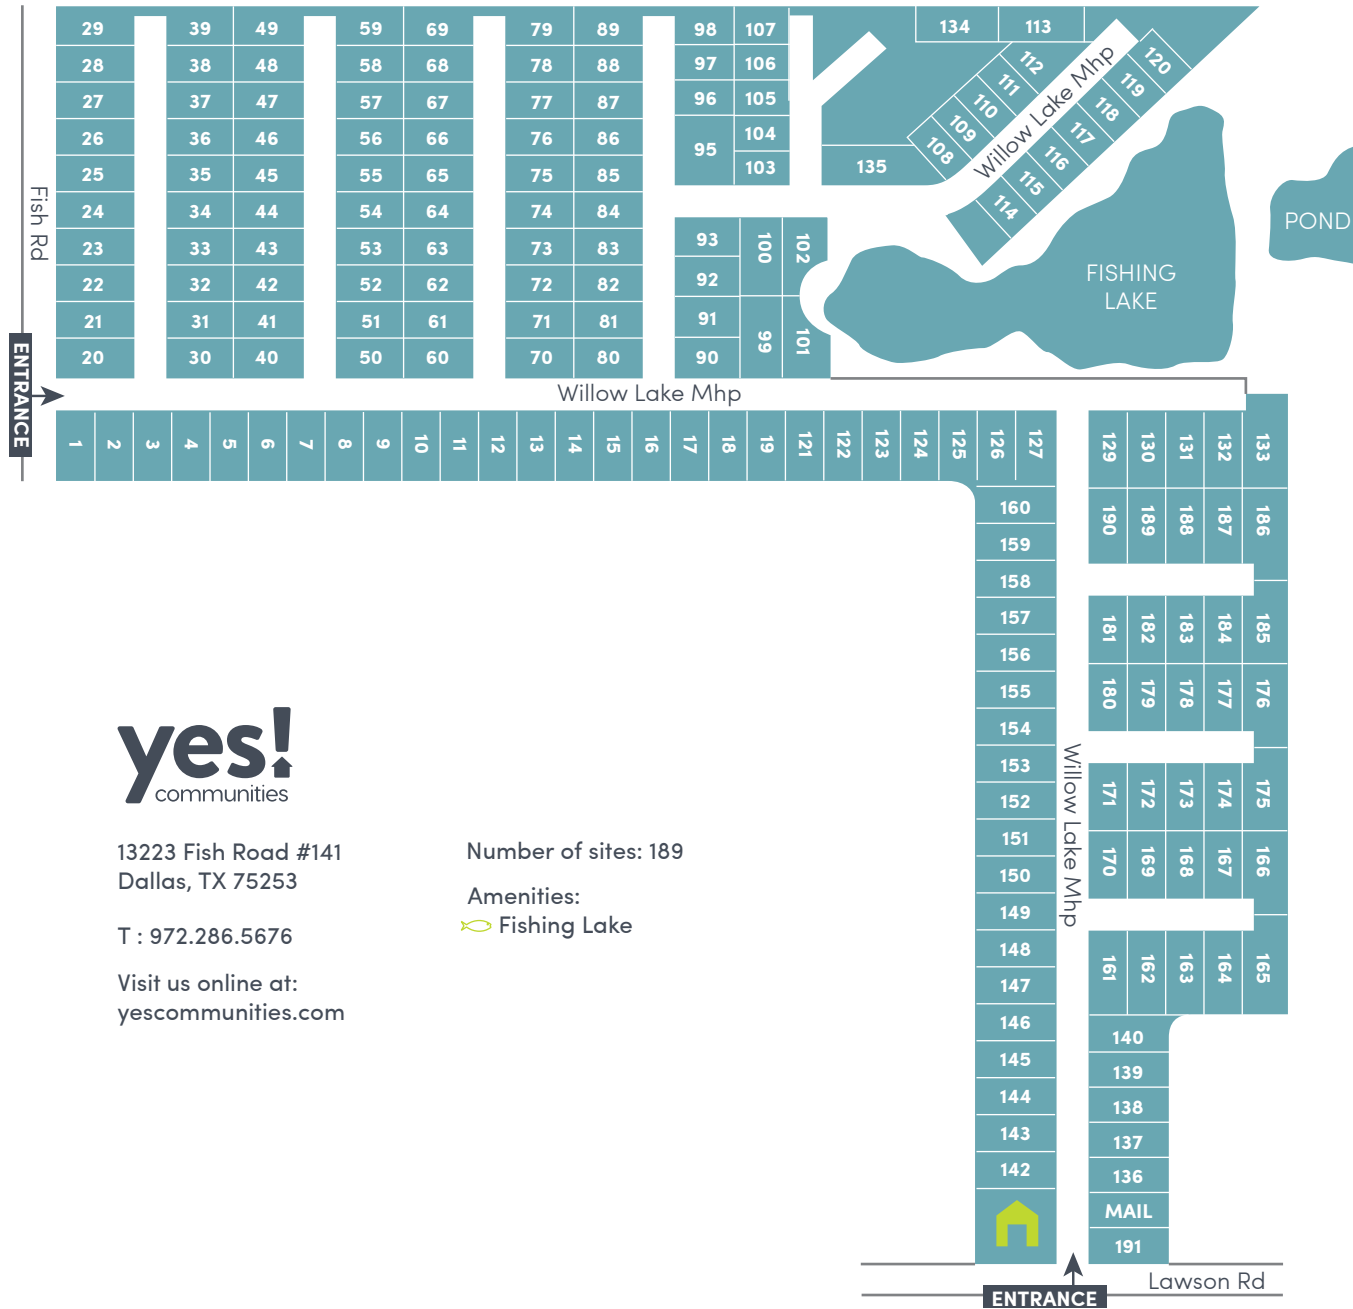 29 39 49 59 69 79 89 98 107 134 113
28 38 48 58 68 78 88 97 106 112 120
27 37 47 57 67 77 87 96 105 111 119
26 36 46 56 66 76 86 95 104 110 118
25 35 45 55 65 75 85 103 135 109 117
24 34 44 54 64 74 84 108 116
23 33 43 53 63 73 83 93 100 102 115
22 32 42 52 62 72 82 92 114
21 31 41 51 61 71 81 91 99 101
20 30 40 50 60 70 80 90
Willow Lake Mhp
Fish Rd
FISHING
LAKE
POND
ENTRANCE
Willow Lake Mhp
1 2 3 4 5 6 7 8 9 10 11 12 13 14 15 16 17 18 19 121 122 123 124 125 126 127 129 130 131 132 133
160 190 189 188 187 186
159
158
157 181 182 183 184 185
156
155 180 179 178 177 176
154
153
152 171 172 173 174 175
151
150 170 169 168 167 166
149
Willow Lake Mhp
148 161 162 163 164 165
147
146 140
145 139
144 138
143 137
142 136
MAIL
191
yes!
communities
13223 Fish Road #141
Dallas, TX 75253
T : 972.286.5676
Visit us online at:
yescommunities.com
Number of sites: 189
Amenities:
Fishing Lake
Lawson Rd
ENTRANCE